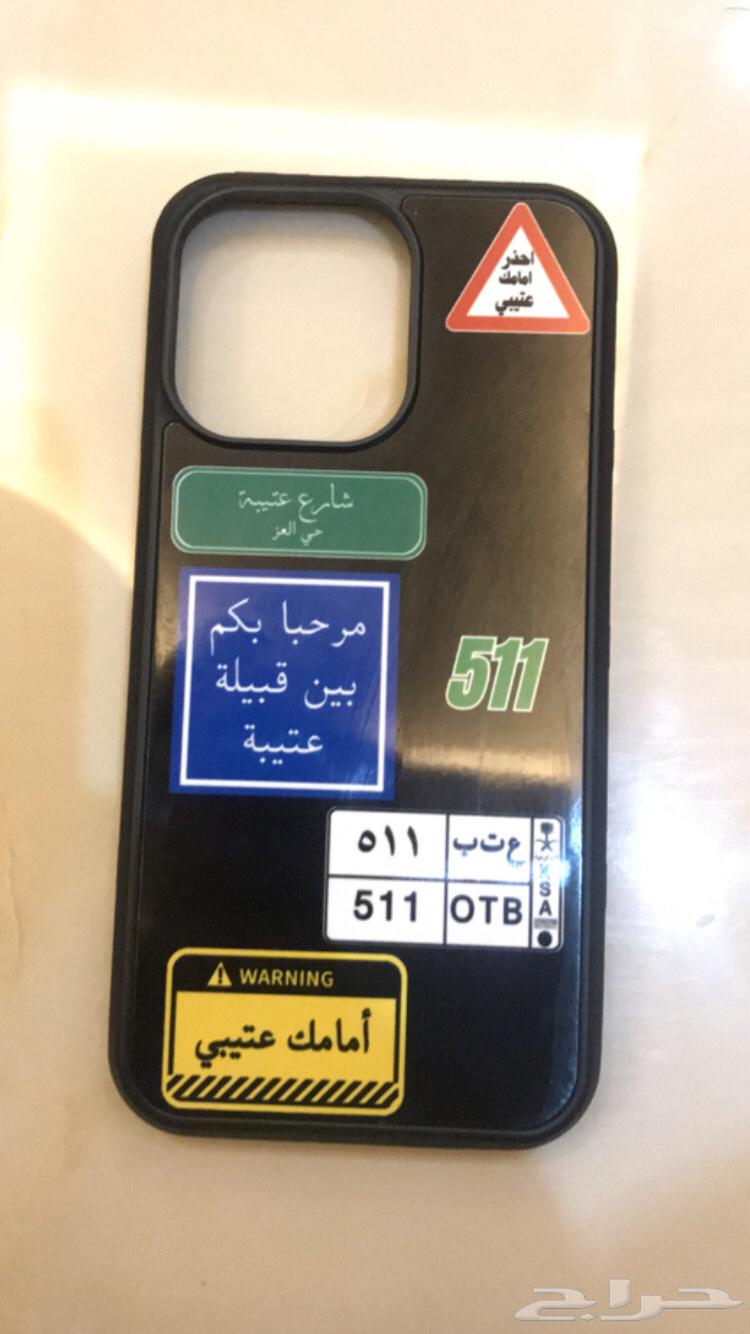 احذر
امامك
عتيبي
شارع عتيبة
حي العز
مرحبا بكم
بين قبيلة
عتيبة
511
٥١١ ع‌ت‌ب
511 OTB
K
S
A
WARNING
أمامك عتيبي
حراج